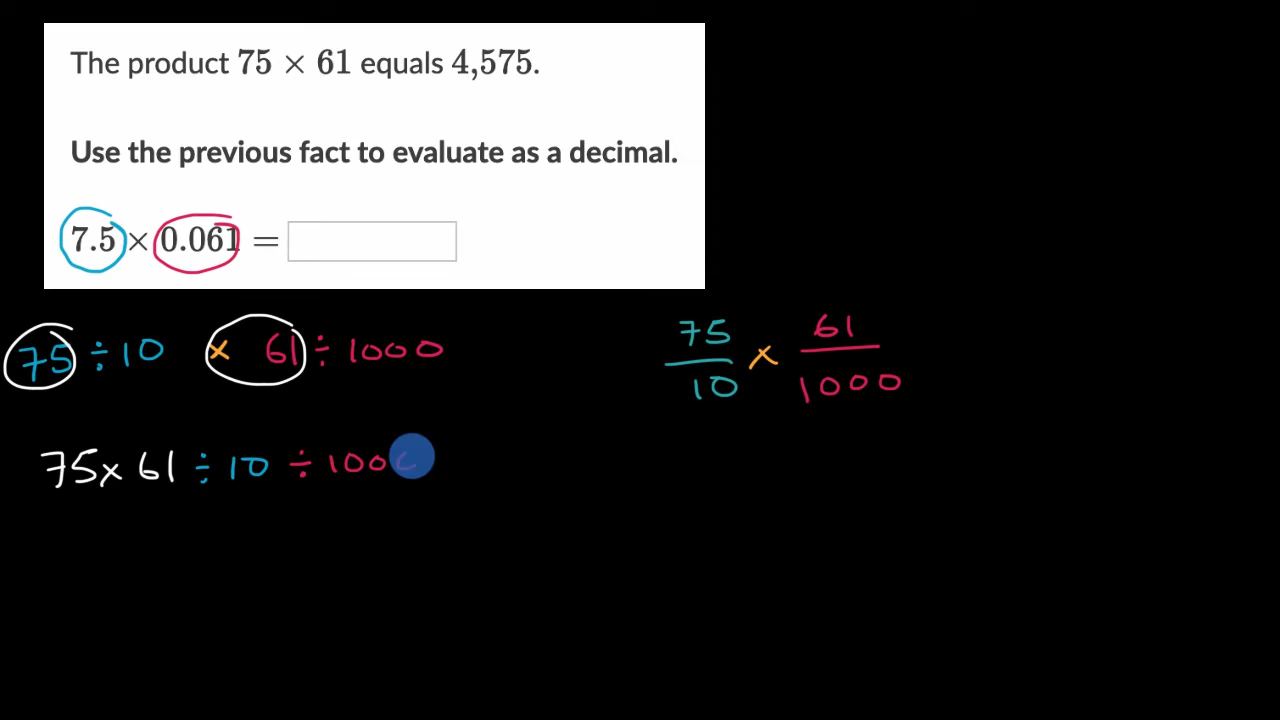 The product 75 × 61 equals 4,575.
Use the previous fact to evaluate as a decimal.
7.5 × 0.061 =
75 ÷ 10 × 61 ÷ 1000
75 61
× 
10 1000
75 × 61 ÷ 10 ÷ 100